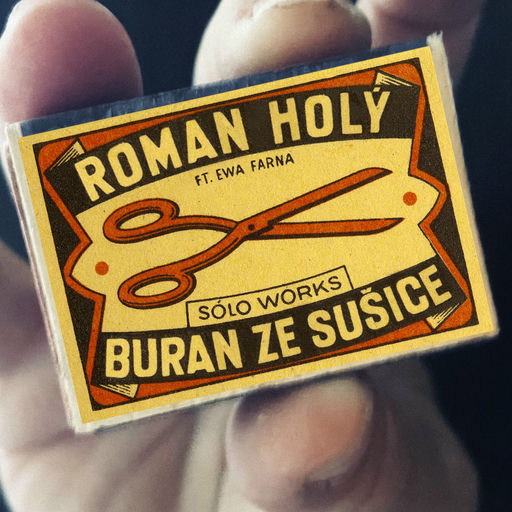 ROMAN HOLÝ
FT. EWA FARNA
SÓLO WORKS
BURAN ZE SUŠICE